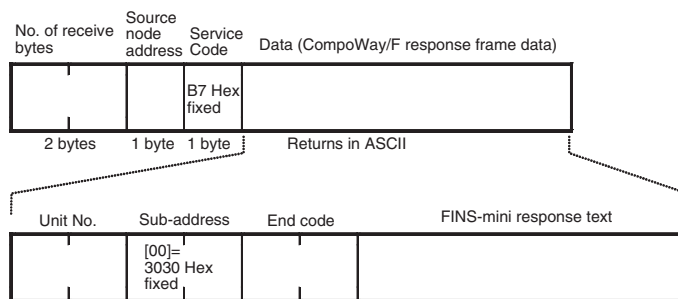 No. of receive bytes
Source node address
Service Code
Data (CompoWay/F response frame data)
B7 Hex fixed
2 bytes
1 byte
1 byte
Returns in ASCII
Unit No.
Sub-address
End code
FINS-mini response text
[00]=
3030 Hex
fixed